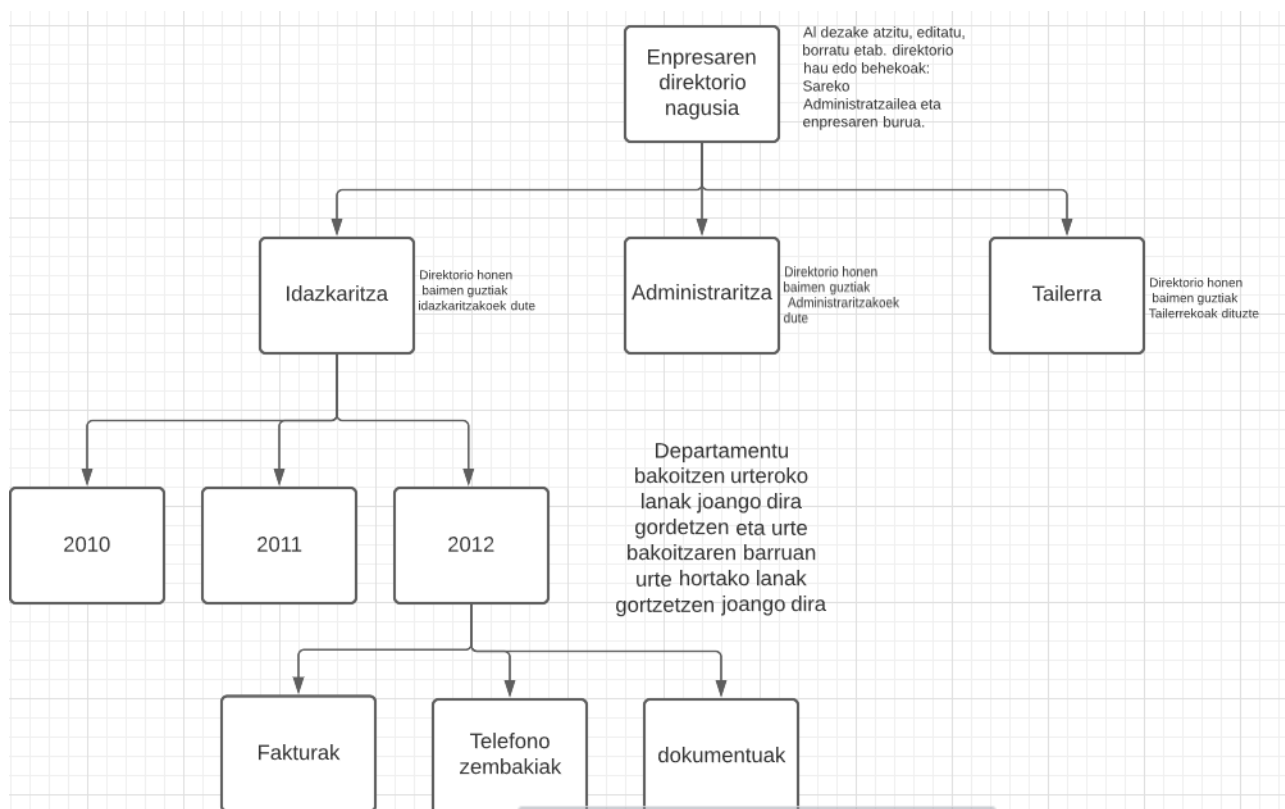 Enpresaren
direktorio
nagusia
Al dezake atzitu, editatu,
borratu etab. direktorio
hau edo behekoak:
Sareko
Administratzailea eta
enpresaren burua.
Idazkaritza
Direktorio honen
baimen guztiak
idazkaritzakoek dute
Administraritza
Direktorio honen
baimen guztiak
Administraritzakoek
dute
Tailerra
Direktorio honen
baimen guztiak
Tailerrekoak dituzte
2010
2011
2012
Departamentu
bakoitzen urteroko
lanak joango dira
gordetzen eta urte
bakoitzaren barruan
urte hortako lanak
gortzetzen joango dira
Fakturak
Telefono
zembakiak
dokumentuak